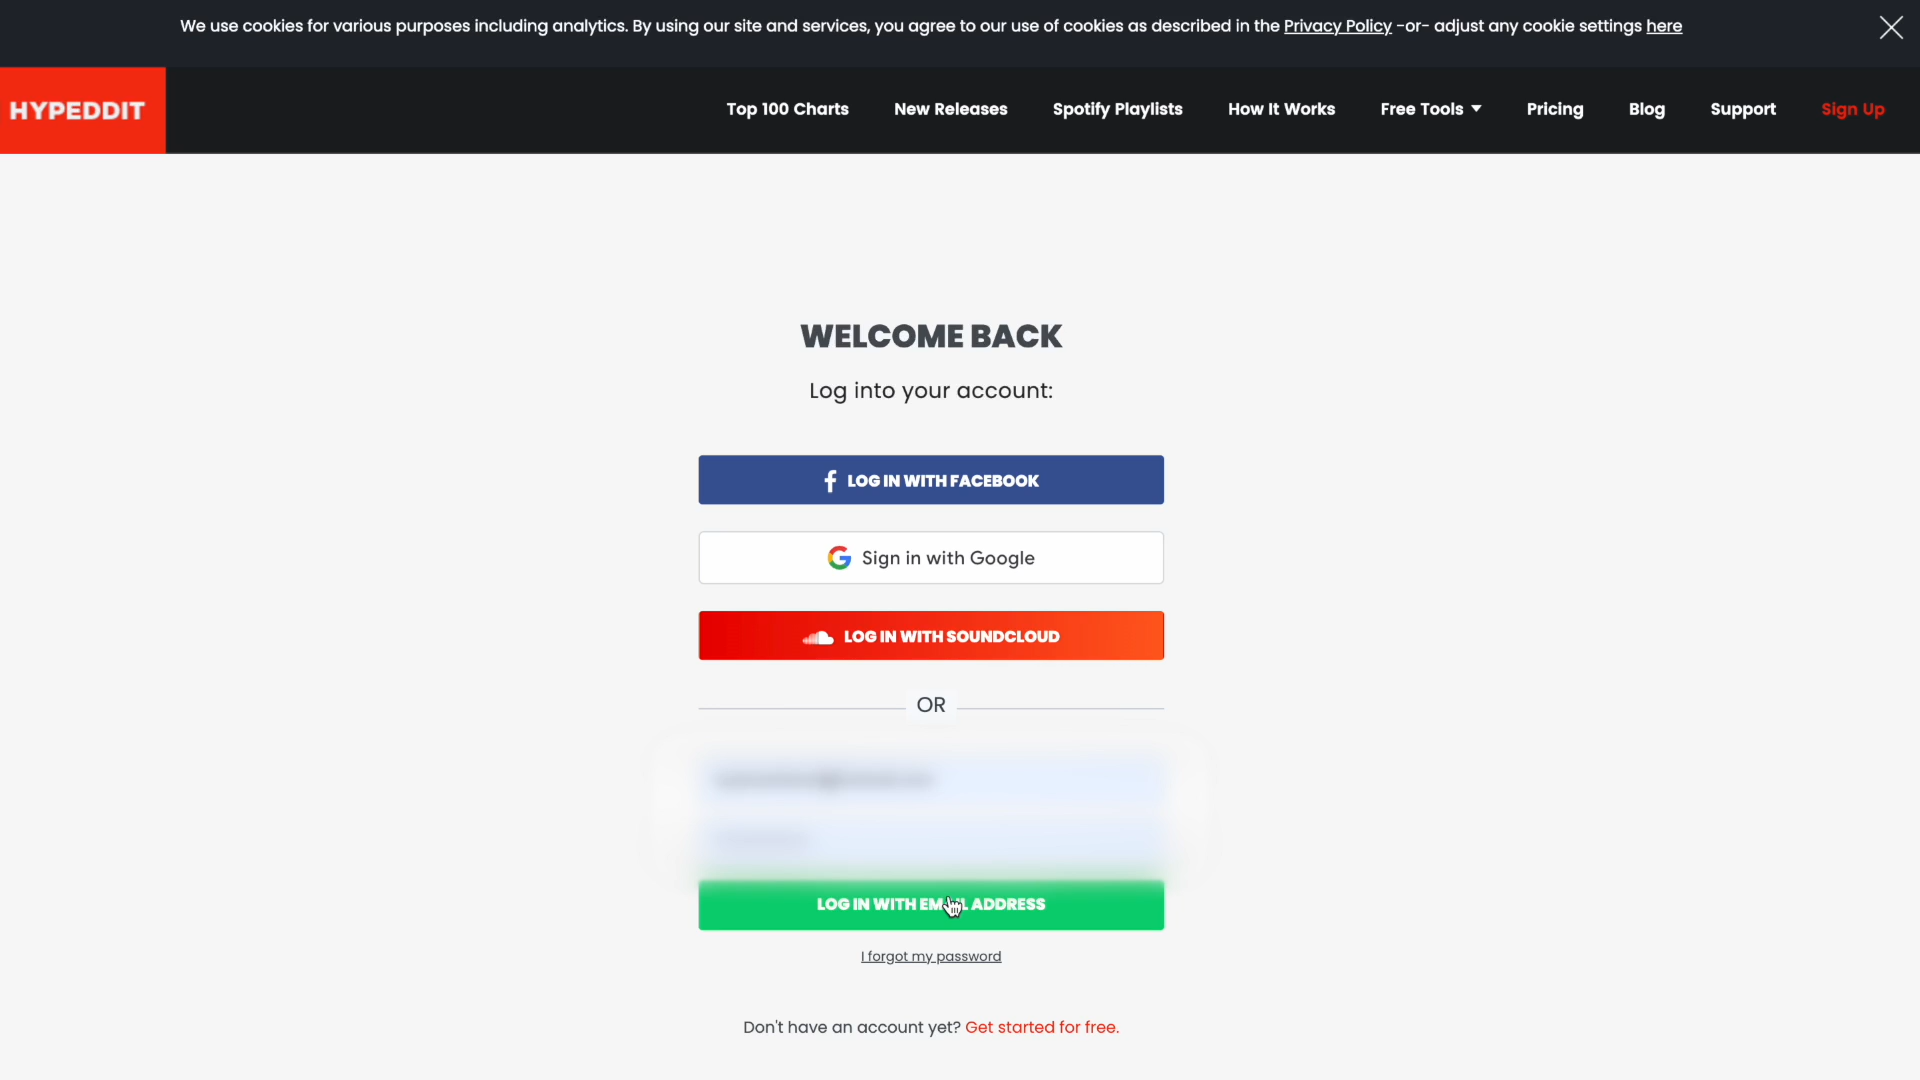 We use cookies for various purposes including analytics. By using our site and services, you agree to our use of cookies as described in the Privacy Policy -or- adjust any cookie settings here
HYPEDDIT
Top 100 Charts New Releases Spotify Playlists How It Works Free Tools Pricing Blog Support Sign Up
WELCOME BACK
Log into your account:
LOG IN WITH FACEBOOK
Sign in with Google
LOG IN WITH SOUNDCLOUD
OR
LOG IN WITH EMAIL ADDRESS
I forgot my password
Don't have an account yet? Get started for free.